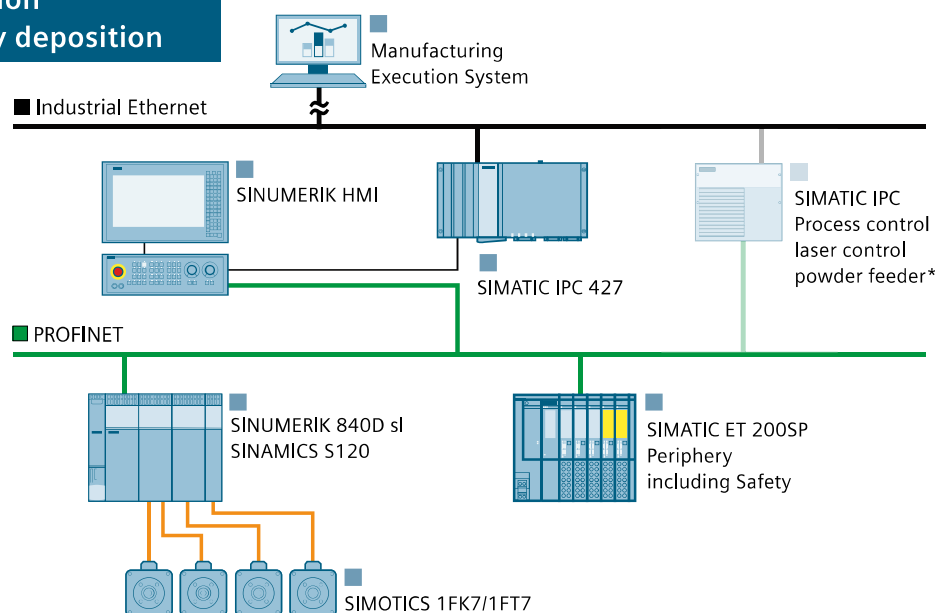 y deposition
Manufacturing
Execution System
Industrial Ethernet
SINUMERIK HMI
SIMATIC IPC 427
SIMATIC IPC
Process control
laser control
powder feeder*
PROFINET
SINUMERIK 840D sl
SINAMICS S120
SIMATIC ET 200SP
Periphery
including Safety
SIMOTICS 1FK7/1FT7